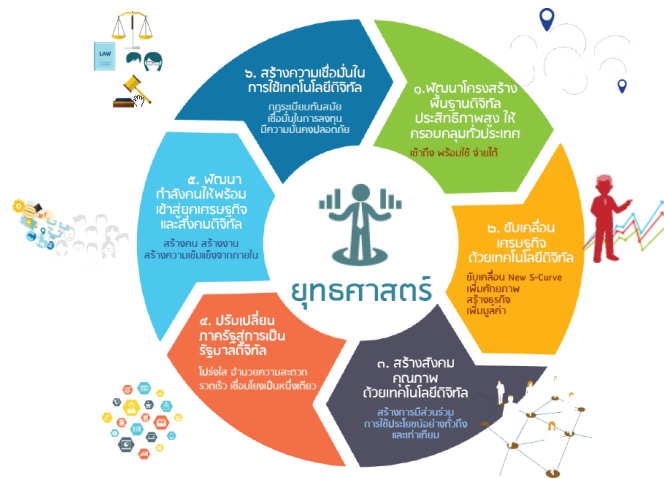 ๑.พัฒนาโครงสร้าง
พื้นฐานดิจิทัล
ประสิทธิภาพสูง ให้
ครอบคลุมทั่วประเทศ
เข้าถึง พร้อมใช้ จ่ายได้
๒. ขับเคลื่อน
เศรษฐกิจ
ด้วยเทคโนโลยีดิจิทัล
ขับเคลื่อน New S-Curve
เพิ่มศักยภาพ
สร้างธุรกิจ
เพิ่มมูลค่า
๓. สร้างสังคม
คุณภาพ
ด้วยเทคโนโลยีดิจิทัล
สร้างการมีส่วนร่วม
การใช้ประโยชน์อย่างทั่วถึง
และเท่าเทียม
๔. ปรับเปลี่ยน
ภาครัฐสู่การเป็น
รัฐบาลดิจิทัล
โปร่งใส อำนวยความสะดวก
รวดเร็ว เชื่อมโยงเป็นหนึ่งเดียว
๕. พัฒนา
กำลังคนให้พร้อม
เข้าสู่ยุคเศรษฐกิจ
และสังคมดิจิทัล
สร้างคน สร้างงาน
สร้างความเข้มแข็งจากภายใน
๖. สร้างความเชื่อมั่นใน
การใช้เทคโนโลยีดิจิทัล
กฎระเบียบทันสมัย
เชื่อมั่นในการลงทุน
มีความมั่นคงปลอดภัย
ยุทธศาสตร์
LAW